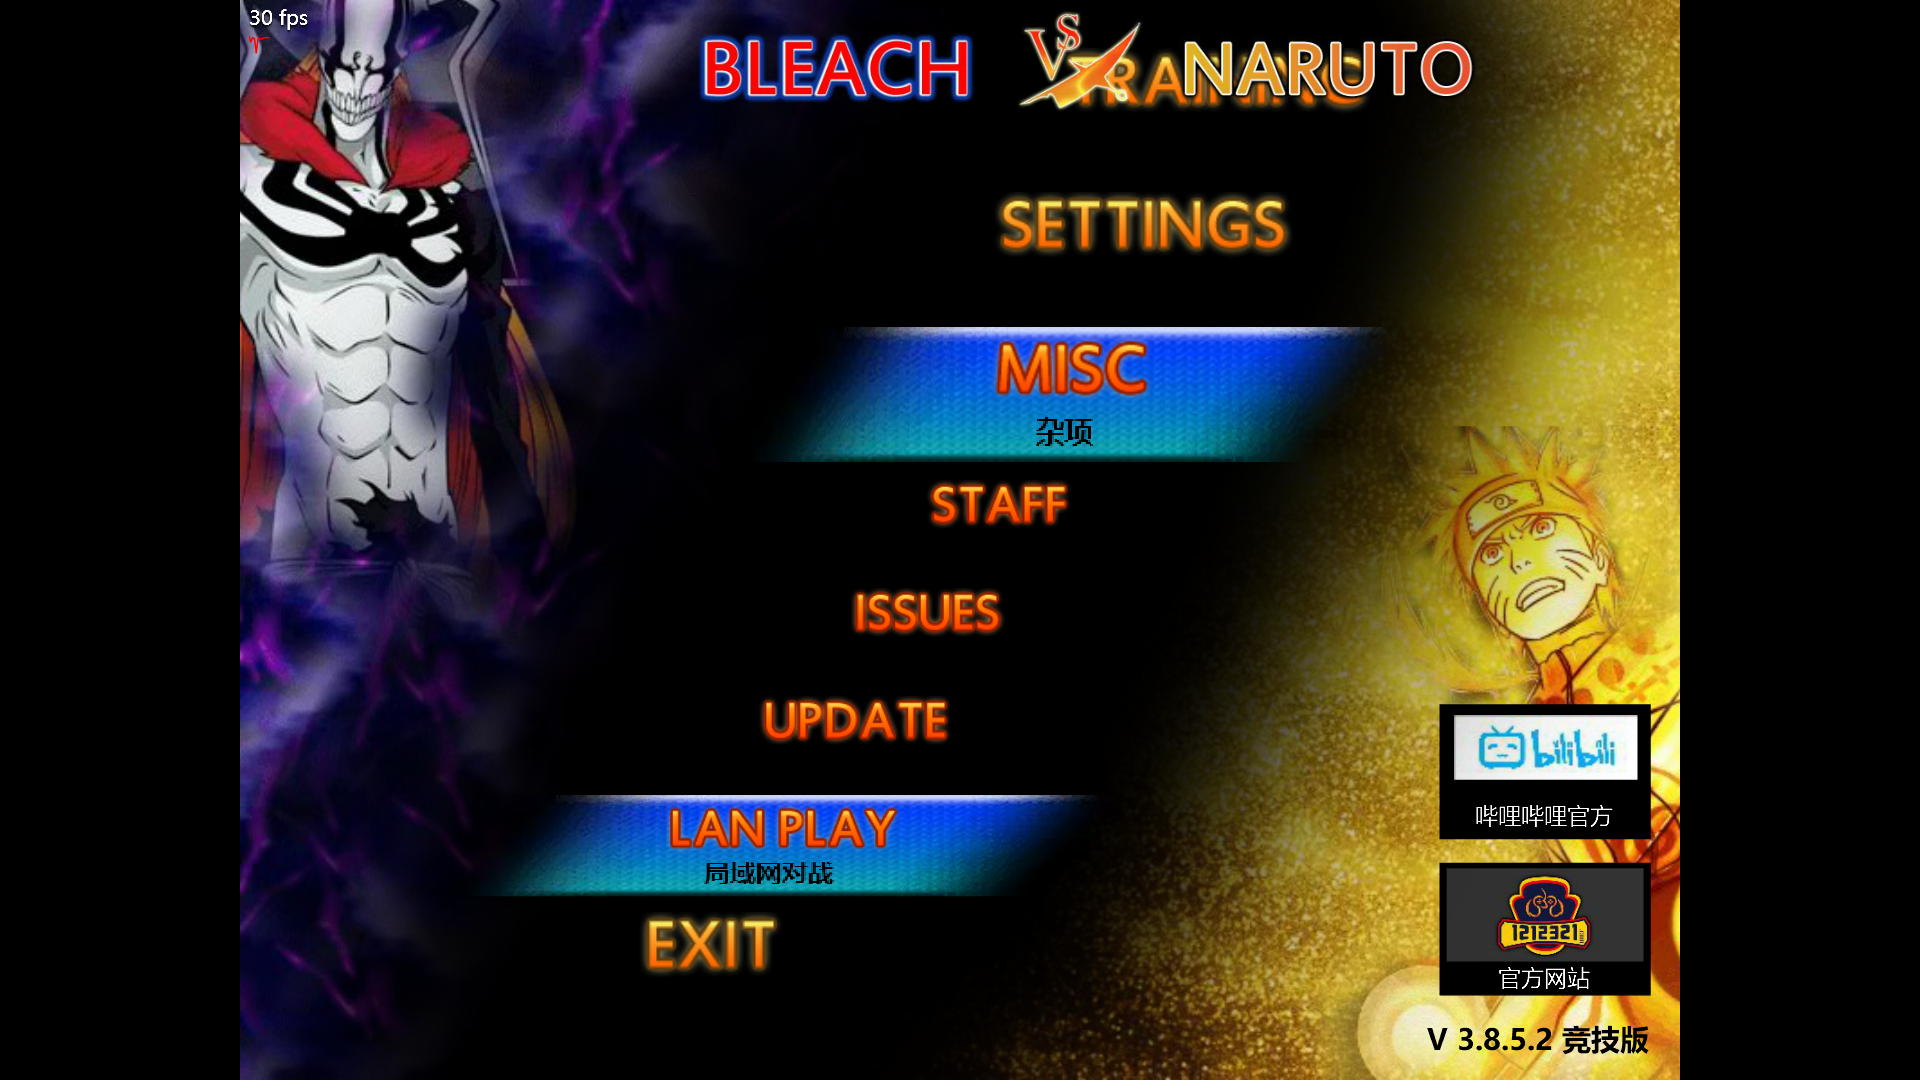 30 fps
BLEACH VS NARUTO
TRAINING
SETTINGS
MISC
杂项
STAFF
ISSUES
UPDATE
LAN PLAY
局域网对战
EXIT
bilibili
哔哩哔哩官方
1212321
官方网站
V 3.8.5.2 竞技版